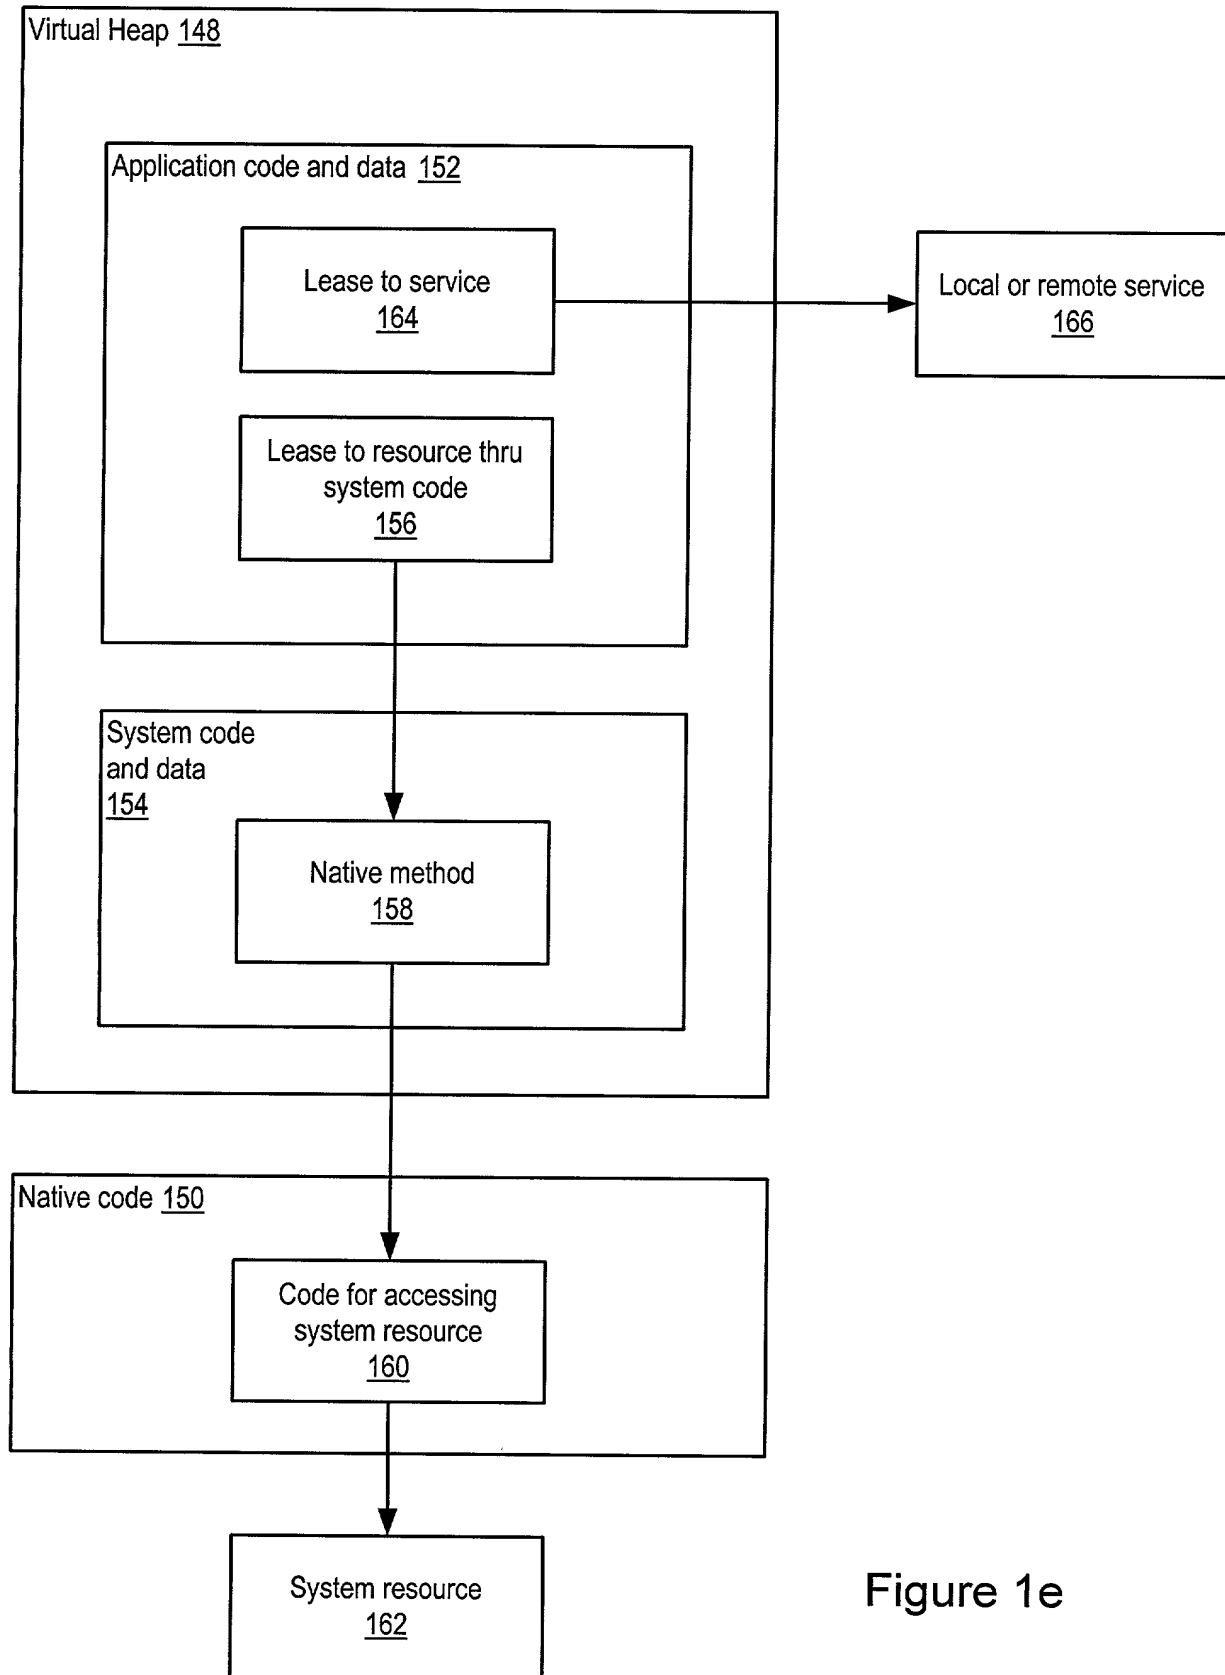 Virtual Heap 148
Application code and data 152
Lease to service
164
Local or remote service
166
Lease to resource thru
system code
156
System code
and data
154
Native method
158
Native code 150
Code for accessing
system resource
160
System resource
162
Figure 1e